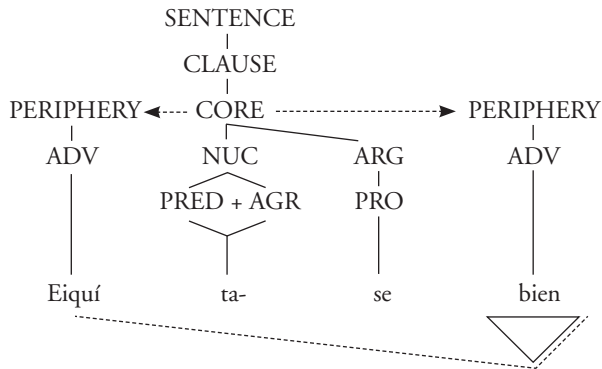 SENTENCE
CLAUSE
PERIPHERY CORE PERIPHERY
ADV NUC ARG ADV
PRED + AGR PRO
Eiquí ta- se bien